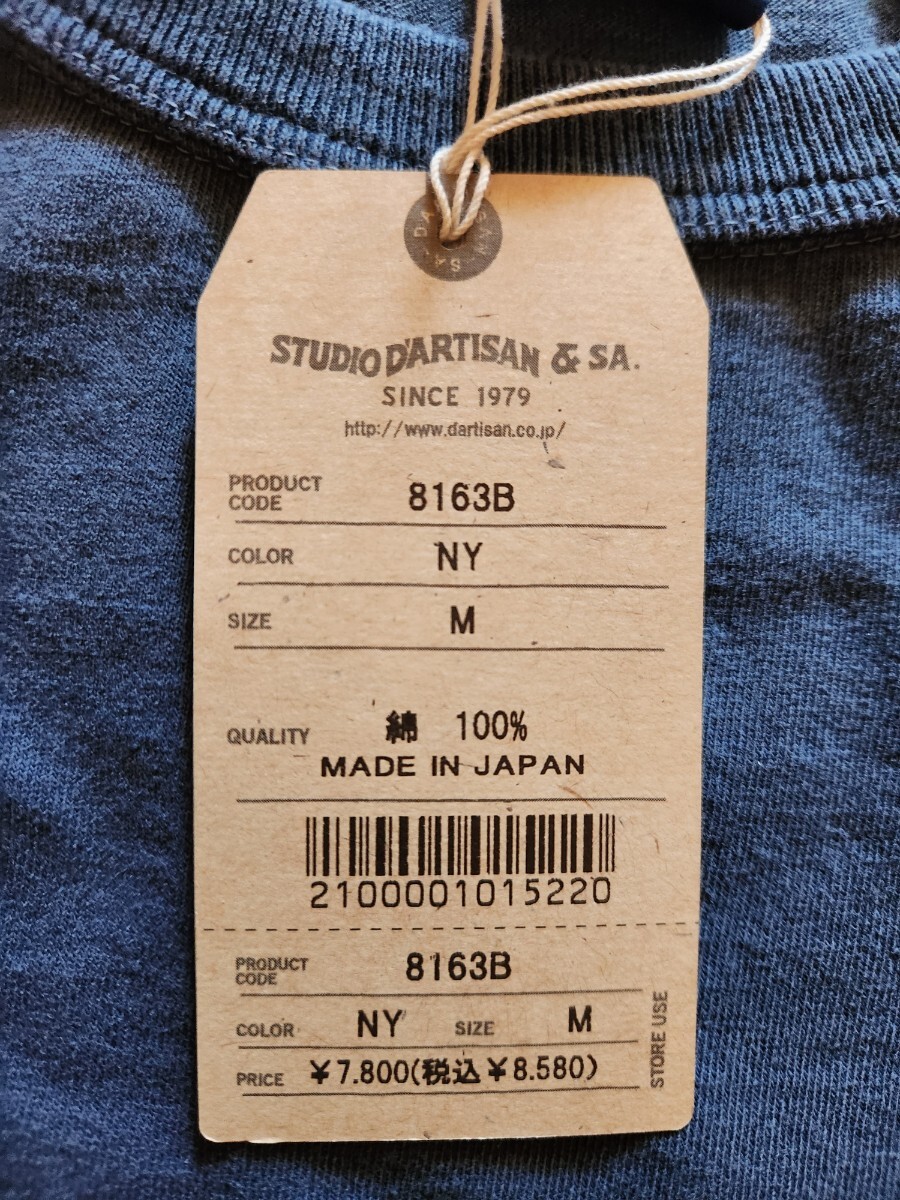 STUDIO D'ARTISAN & SA.
SINCE 1979
http://www.dartisan.co.jp/
PRODUCT CODE 8163B
COLOR NY
SIZE M
QUALITY 綿 100%
MADE IN JAPAN
2100001015220
PRODUCT CODE 8163B
COLOR NY SIZE M
PRICE ¥7.800(税込¥8.580)
STORE USE